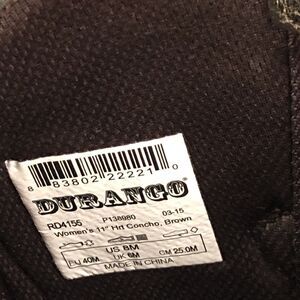 8 83802 22221 0
DURANGO®
RD4155 P138980 03-15
Women's 11" Hrt Concho, Brown
EU 40M US 8M UK 6M CM 25.0M
MADE IN CHINA